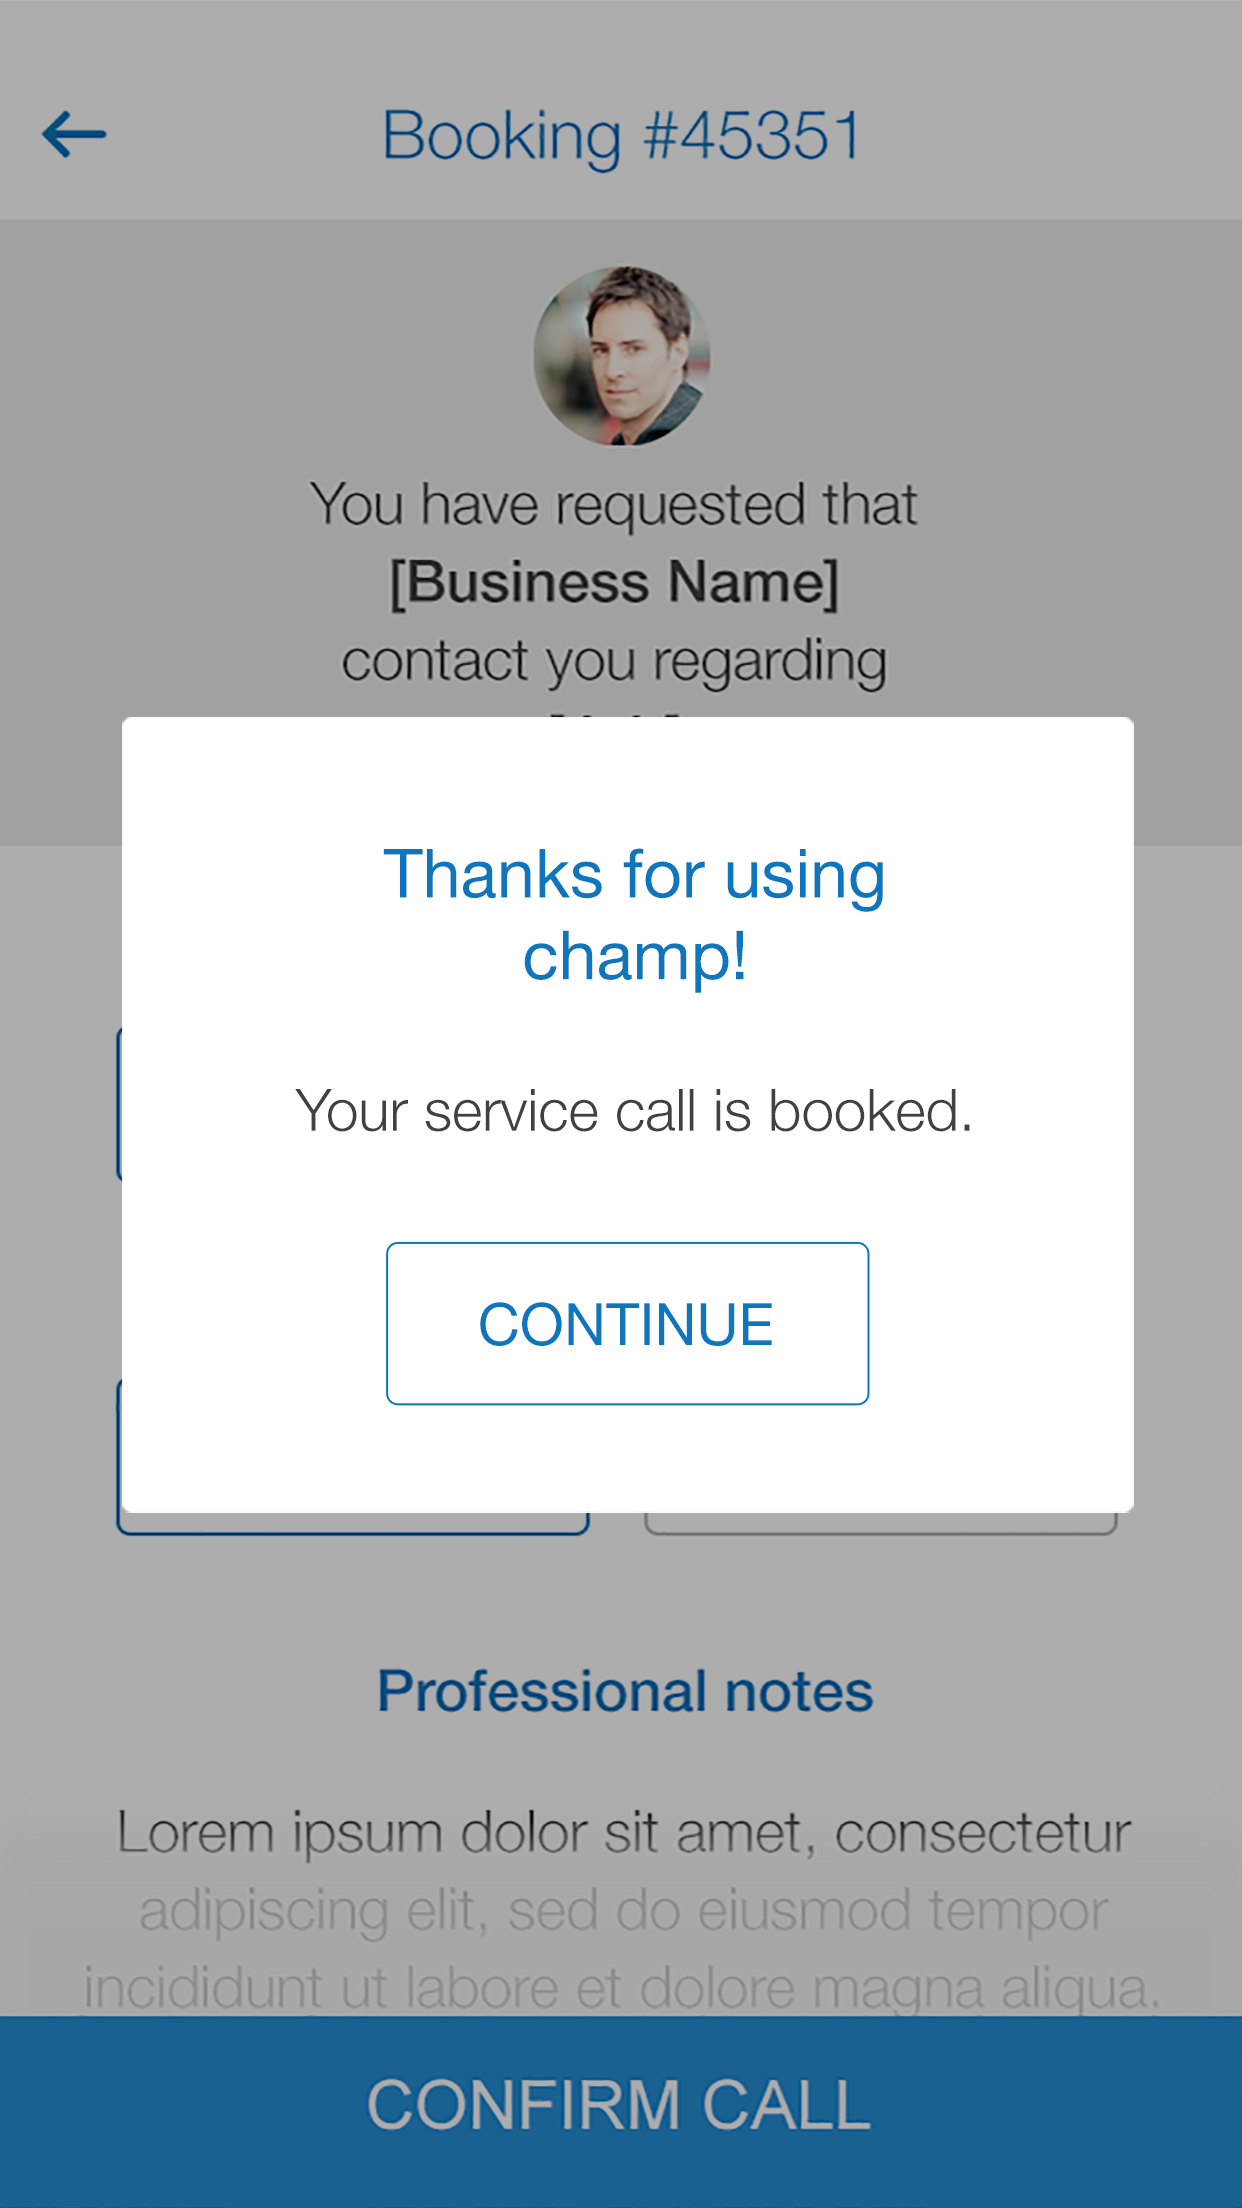 Booking #45351
You have requested that
[Business Name]
contact you regarding
Thanks for using
champ!
Your service call is booked.
CONTINUE
Professional notes
Lorem ipsum dolor sit amet, consectetur
adipiscing elit, sed do eiusmod tempor
incididunt ut labore et dolore magna aliqua.
CONFIRM CALL